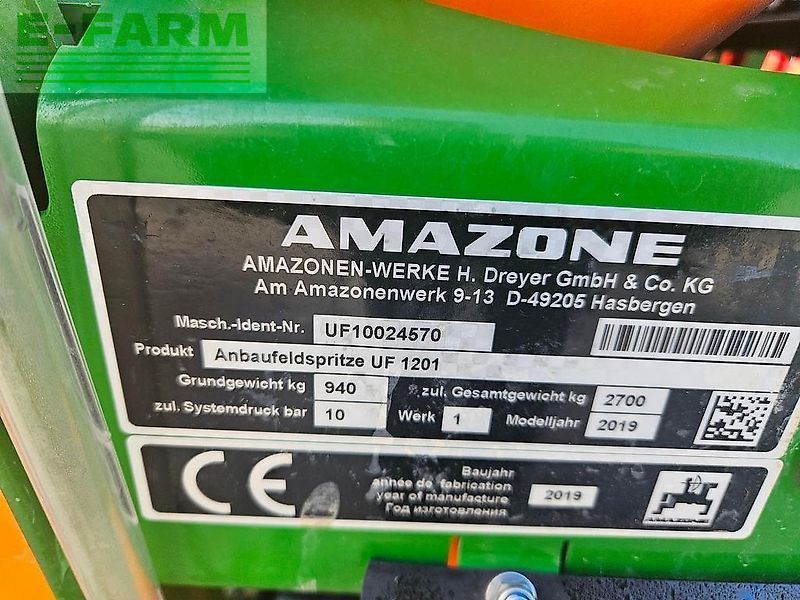 E-FARM
AMAZONE
AMAZONEN-WERKE H. Dreyer GmbH & Co. KG
Am Amazonenwerk 9-13 D-49205 Hasbergen
Masch.-Ident-Nr. UF10024570
Produkt Anbaufeldspritze UF 1201
Grundgewicht kg 940 zul. Gesamtgewicht kg 2700
zul. Systemdruck bar 10 Werk 1 Modelljahr 2019
CE
Baujahr
année de fabrication
year of manufacture 2019
Год изготовления
AMAZONE